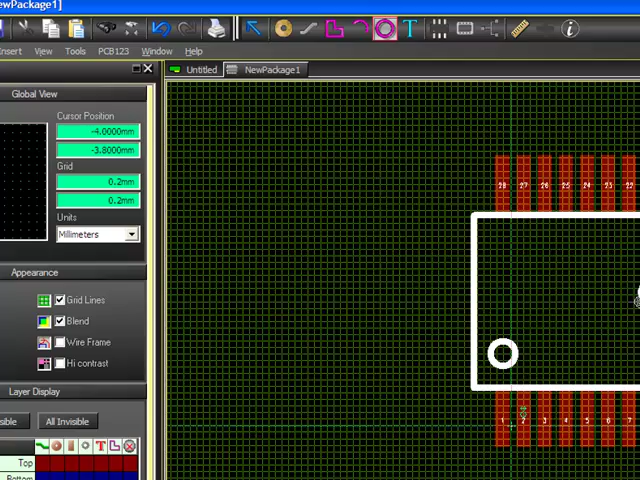 ewPackage1]
Insert View Tools PCB123 Window Help
Untitled NewPackage1
Global View
Cursor Position
-4.0000mm
-3.8000mm
Grid
0.2mm
0.2mm
Units
Millimeters
Appearance
Grid Lines
Blend
Wire Frame
Hi contrast
Layer Display
isible All Invisible
Top
Bottom
28 27 26 25 24 23 22
1 2 3 4 5 6 7